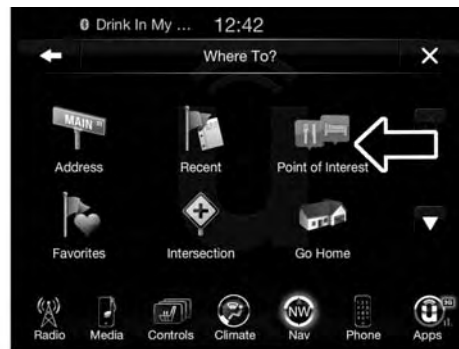 Drink In My ... 12:42
Where To?
MAIN ST
Address Recent Point of Interest
Favorites Intersection Go Home
NW
Radio Media Controls Climate Nav Phone Apps